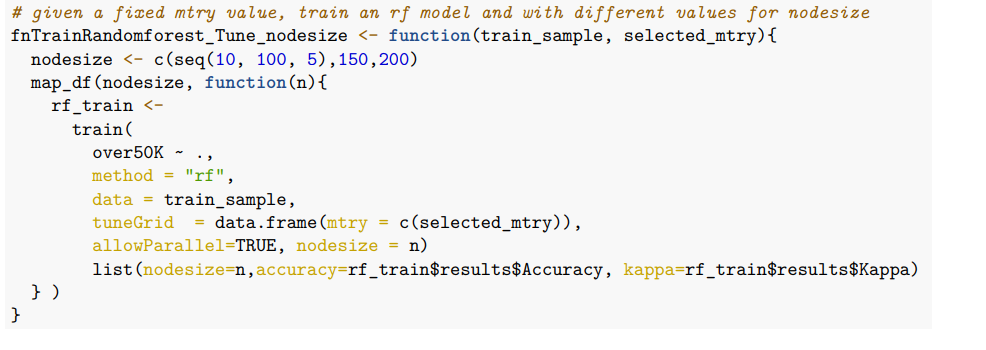 # given a fixed mtry value, train an rf model and with different values for nodesize
fnTrainRandomforest_Tune_nodesize <- function(train_sample, selected_mtry){
  nodesize <- c(seq(10, 100, 5),150,200)
  map_df(nodesize, function(n){
    rf_train <-
      train(
        over50K ~ .,
        method = "rf",
        data = train_sample,
        tuneGrid  = data.frame(mtry = c(selected_mtry)),
        allowParallel=TRUE, nodesize = n)
        list(nodesize=n,accuracy=rf_train$results$Accuracy, kappa=rf_train$results$Kappa)
  } )
}